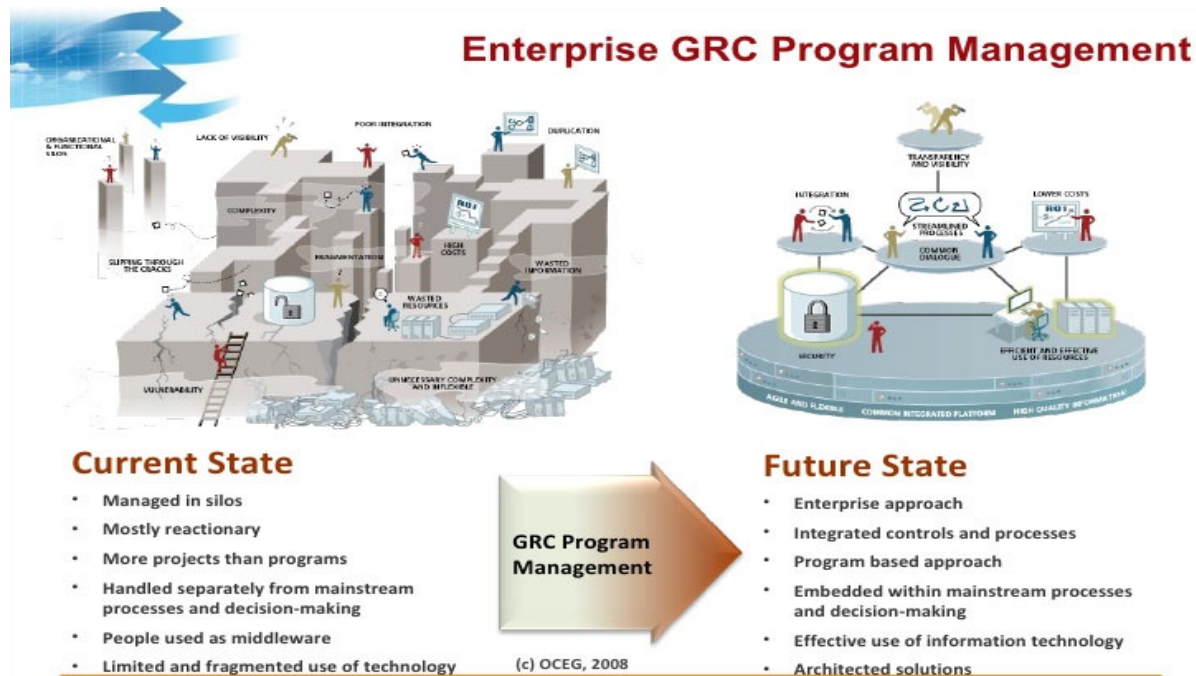 Enterprise GRC Program Management
ORGANIZATIONAL
& FUNCTIONAL
SILOS
LACK OF VISIBILITY
POOR INTEGRATION
DUPLICATION
COMPLEXITY
SLIPPING THROUGH
THE CRACKS
FRAGMENTATION
ROI
HIGH
COSTS
WASTED
INFORMATION
WASTED
RESOURCES
VULNERABILITY
UNNECESSARY COMPLEXITY
AND INFLEXIBLE
TRANSPARENCY
AND VISIBILITY
INTEGRATION
LOWER COSTS
ROI
STREAMLINED
PROCESSES
COMMON
DIALOGUE
SECURITY
EFFICIENT AND EFFECTIVE
USE OF RESOURCES
AGILE AND FLEXIBLE
COMMON INTEGRATED PLATFORM
HIGH QUALITY INFORMATION
Current State
• Managed in silos
• Mostly reactionary
• More projects than programs
• Handled separately from mainstream
processes and decision-making
• People used as middleware
• Limited and fragmented use of technology
GRC Program
Management
(c) OCEG, 2008
Future State
• Enterprise approach
• Integrated controls and processes
• Program based approach
• Embedded within mainstream processes
and decision-making
• Effective use of information technology
• Architected solutions